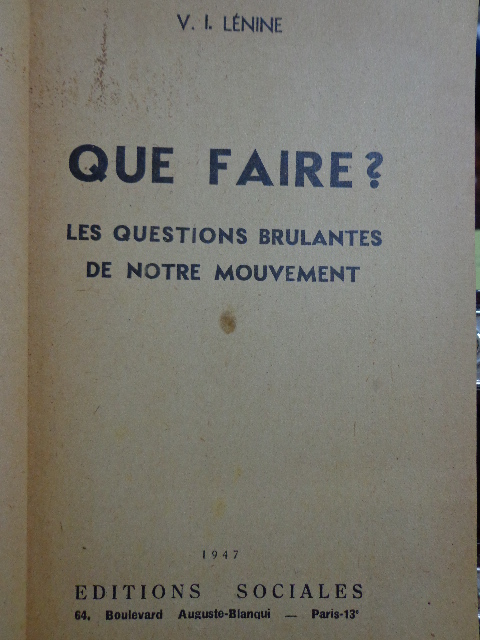 V. I. LÉNINE
QUE FAIRE?
LES QUESTIONS BRULANTES
DE NOTRE MOUVEMENT
1947
EDITIONS SOCIALES
64, Boulevard Auguste-Blanqui — Paris-13e